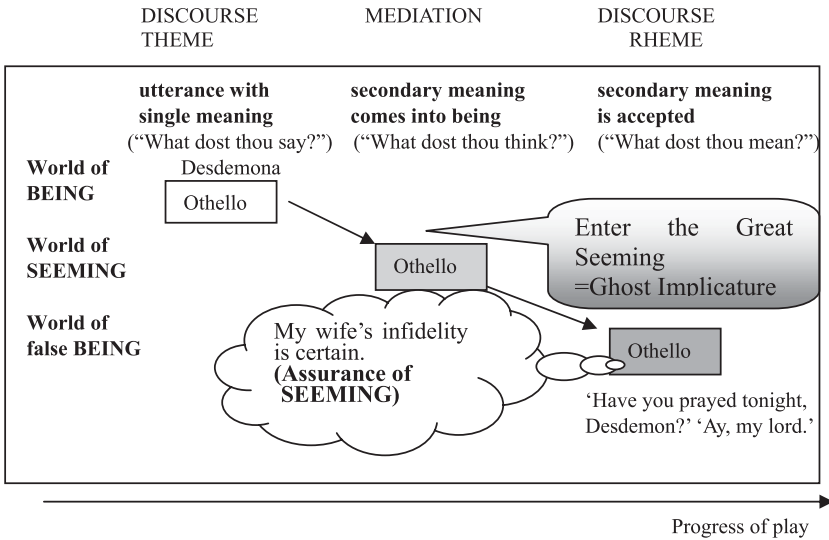 DISCOURSE
THEME
MEDIATION
DISCOURSE
RHEME
utterance with
single meaning
(“What dost thou say?”)
secondary meaning
comes into being
(“What dost thou think?”)
secondary meaning
is accepted
(“What dost thou mean?”)
World of
BEING
Desdemona
Othello
World of
SEEMING
Othello
Enter the Great
Seeming
=Ghost Implicature
World of
false BEING
My wife’s infidelity
is certain.
(Assurance of
SEEMING)
Othello
‘Have you prayed tonight,
Desdemon?’ ‘Ay, my lord.’
Progress of play